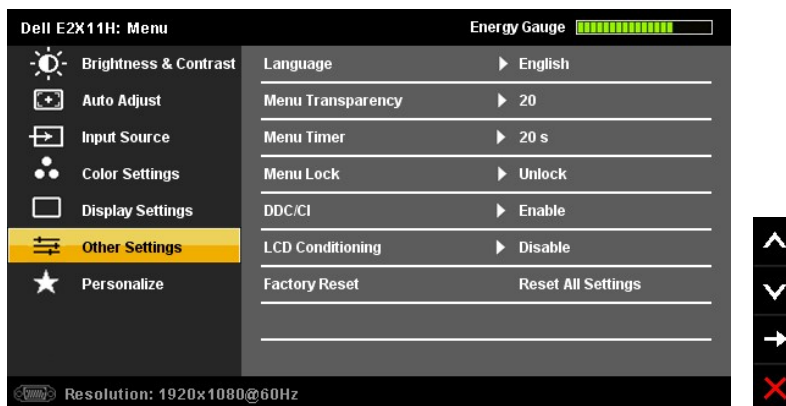 Dell E2X11H: Menu Energy Gauge
Brightness & Contrast Language English
Auto Adjust Menu Transparency 20
Input Source Menu Timer 20 s
Color Settings Menu Lock Unlock
Display Settings DDC/CI Enable
Other Settings LCD Conditioning Disable
Personalize Factory Reset Reset All Settings
Resolution: 1920x1080@60Hz